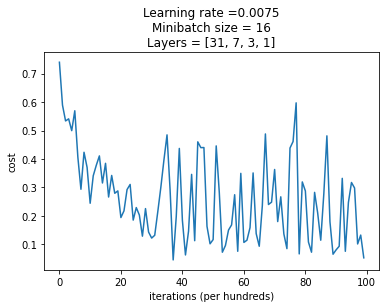 Learning rate =0.0075
Minibatch size = 16
Layers = [31, 7, 3, 1]
0.7
0.6
0.5
0.4
0.3
0.2
0.1
cost
0
20
40
60
80
100
iterations (per hundreds)